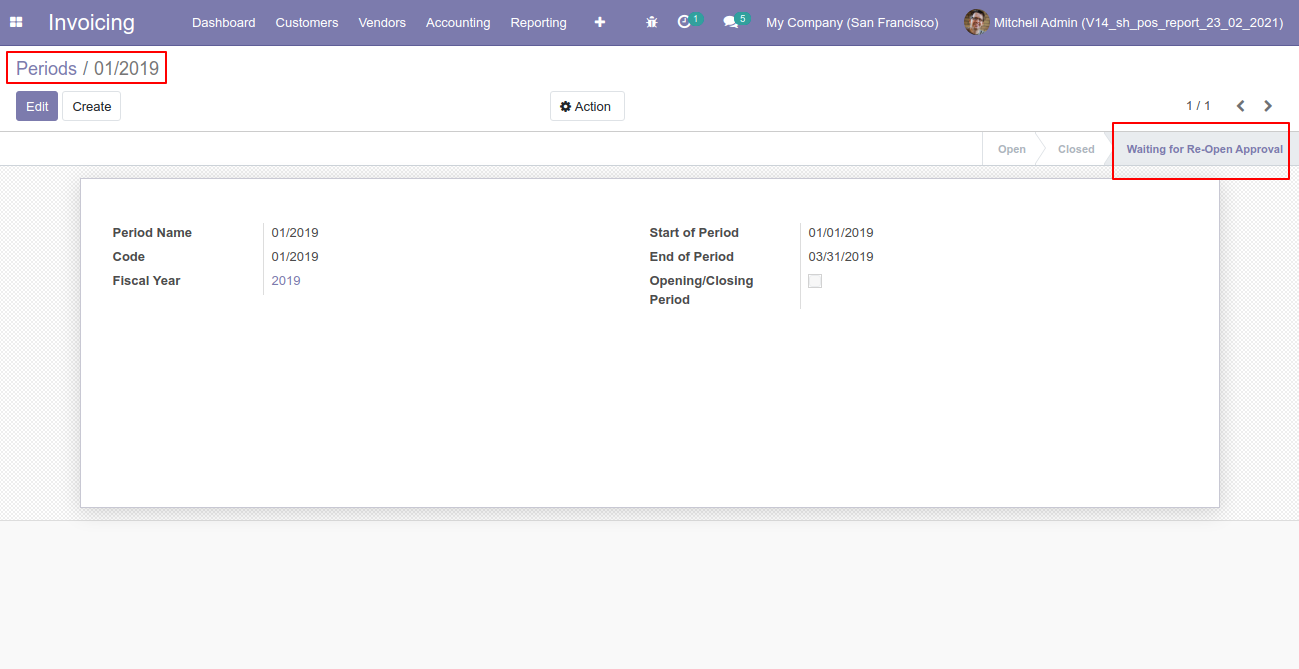 Invoicing Dashboard Customers Vendors Accounting Reporting 1 5 My Company (San Francisco) Mitchell Admin (V14_sh_pos_report_23_02_2021)
Periods / 01/2019
Edit Create Action 1 / 1
Open Closed Waiting for Re-Open Approval
Period Name 01/2019 Start of Period 01/01/2019
Code 01/2019 End of Period 03/31/2019
Fiscal Year 2019 Opening/Closing
Period